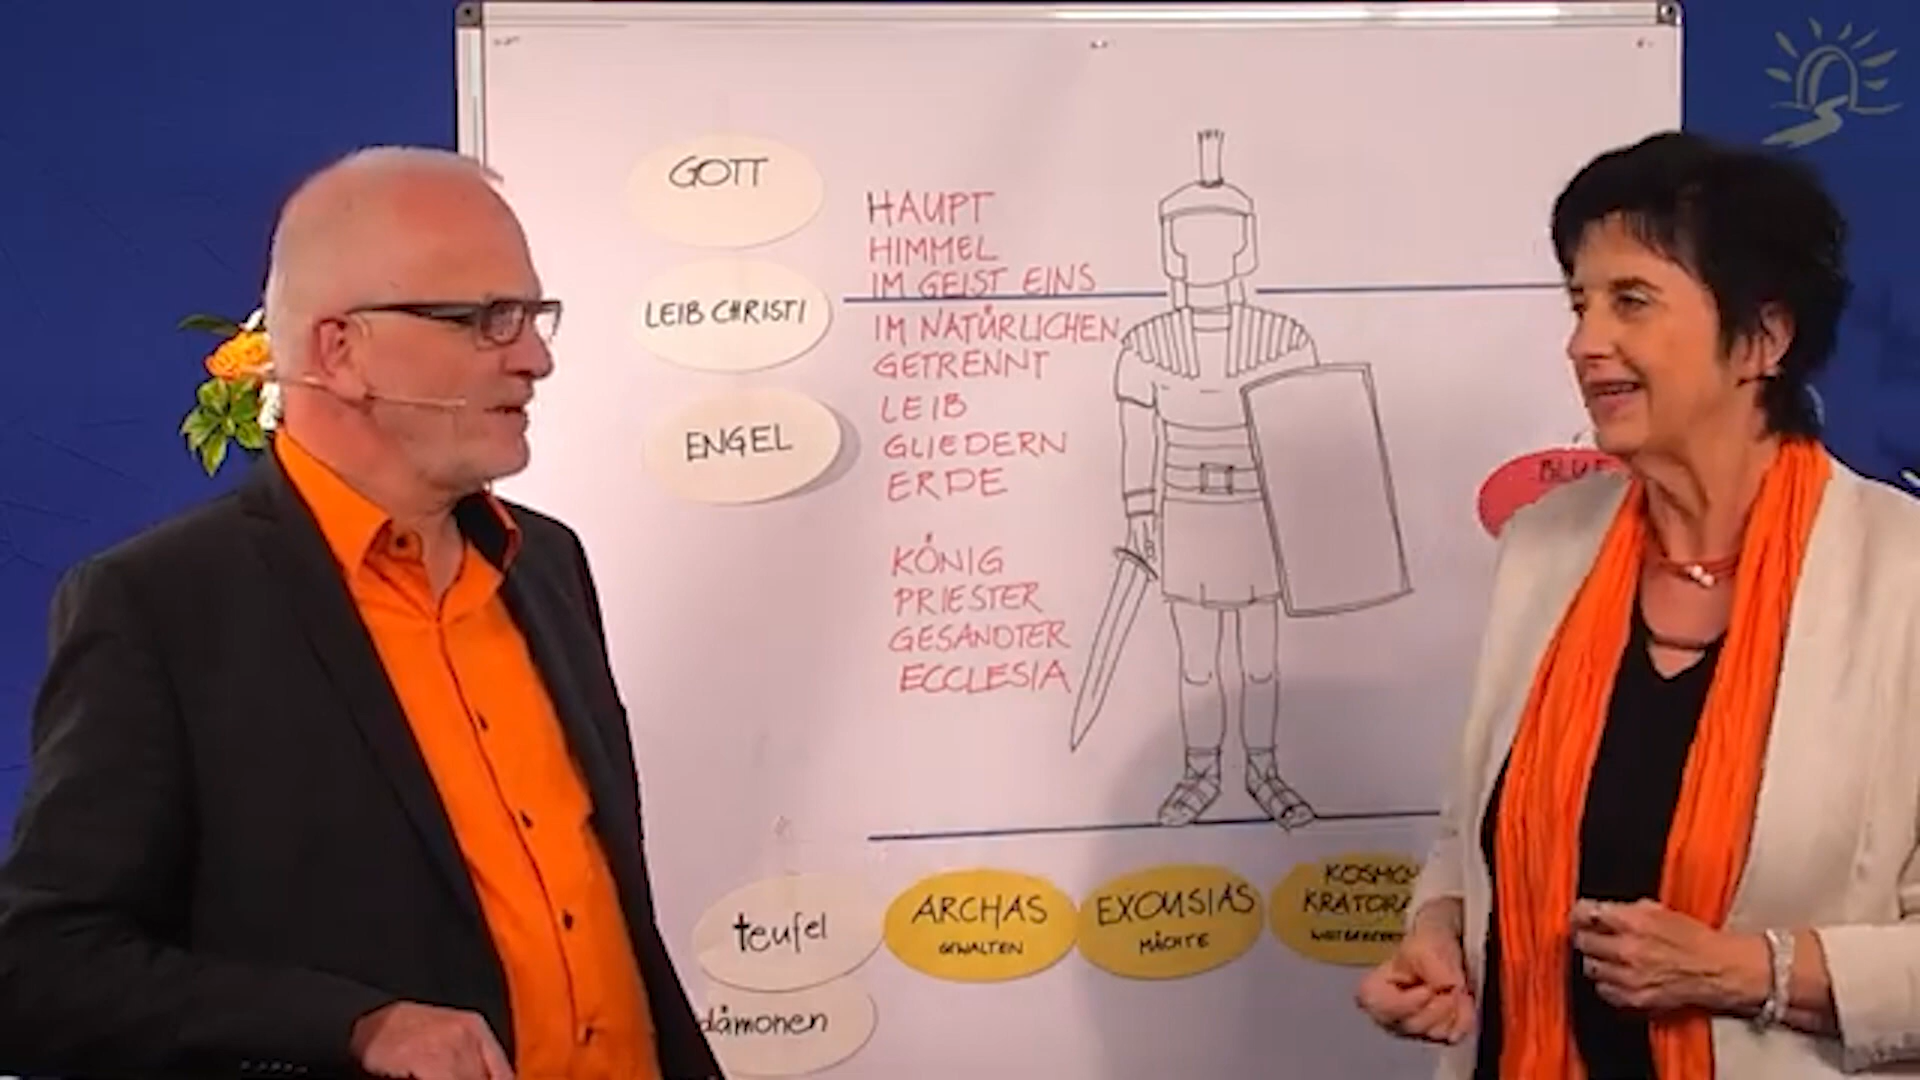 GOTT
LEIB CHRISTI
ENGEL
HAUPT
HIMMEL
IM GEIST EINS
IM NATÜRLICHEN
GETRENNT
LEIB
GLIEDERN
ERDE
KÖNIG
PRIESTER
GESANDTER
ECCLESIA
teufel
dämonen
ARCHAS
GEWALTEN
EXOUSIAS
MÄCHTE